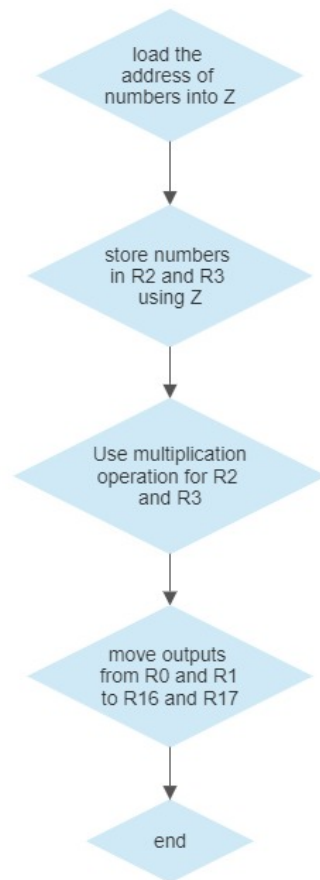 load the
address of
numbers into Z
store numbers
in R2 and R3
using Z
Use multiplication
operation for R2
and R3
move outputs
from R0 and R1
to R16 and R17
end